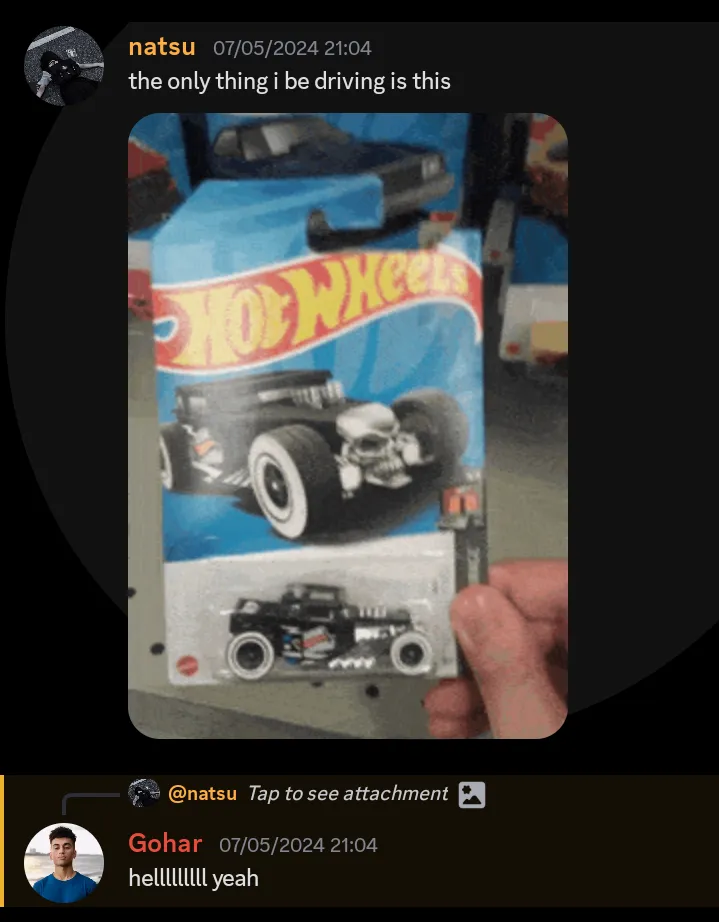 natsu 07/05/2024 21:04
the only thing i be driving is this
Hot Wheels
@natsu Tap to see attachment
Gohar 07/05/2024 21:04
hellllllllll yeah